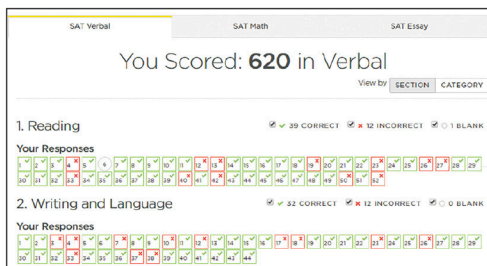 SAT Verbal SAT Math SAT Essay
You Scored: 620 in Verbal
View by SECTION CATEGORY
1. Reading 39 CORRECT 12 INCORRECT 1 BLANK
Your Responses
1 2 3 4 5 6 7 8 9 10 11 12 13 14 15 16 17 18 19 20 21 22 23 24 25 26 27 28 29
30 31 32 33 34 35 36 37 38 39 40 41 42 43 44 45 46 47 48 49 50 51 52
2. Writing and Language 32 CORRECT 12 INCORRECT 0 BLANK
Your Responses
1 2 3 4 5 6 7 8 9 10 11 12 13 14 15 16 17 18 19 20 21 22 23 24 25 26 27 28 29
30 31 32 33 34 35 36 37 38 39 40 41 42 43 44